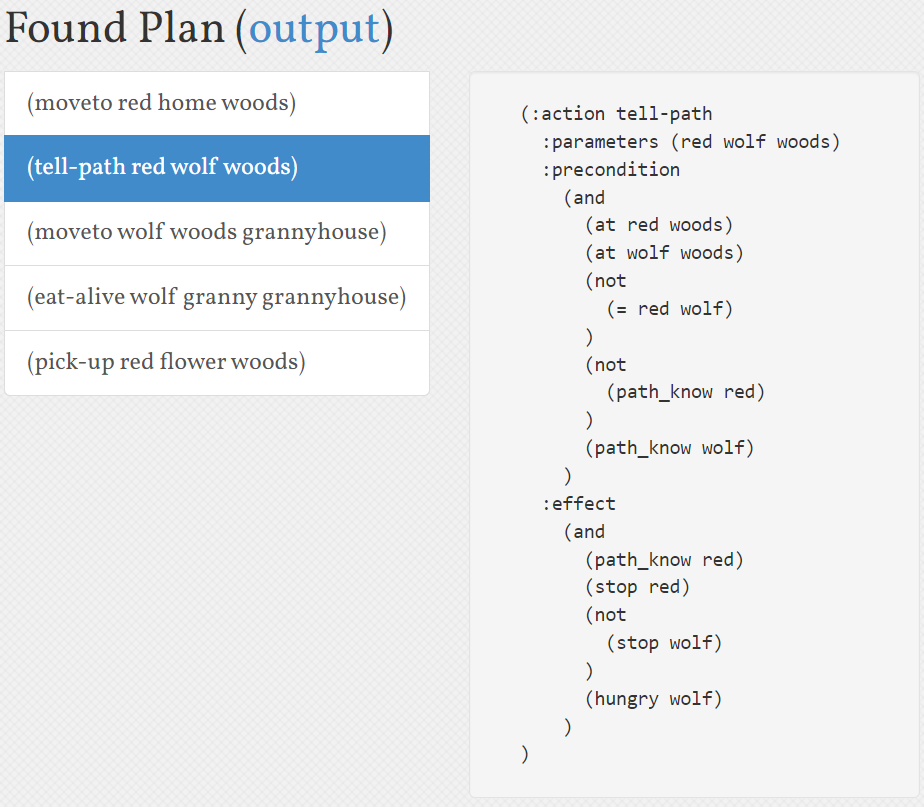 Found Plan (output)
(moveto red home woods)
(tell-path red wolf woods)
(moveto wolf woods grannyhouse)
(eat-alive wolf granny grannyhouse)
(pick-up red flower woods)
(:action tell-path
  :parameters (red wolf woods)
  :precondition
    (and
      (at red woods)
      (at wolf woods)
      (not
        (= red wolf)
      )
      (not
        (path_know red)
      )
      (path_know wolf)
    )
  :effect
    (and
      (path_know red)
      (stop red)
      (not
        (stop wolf)
      )
      (hungry wolf)
    )
)